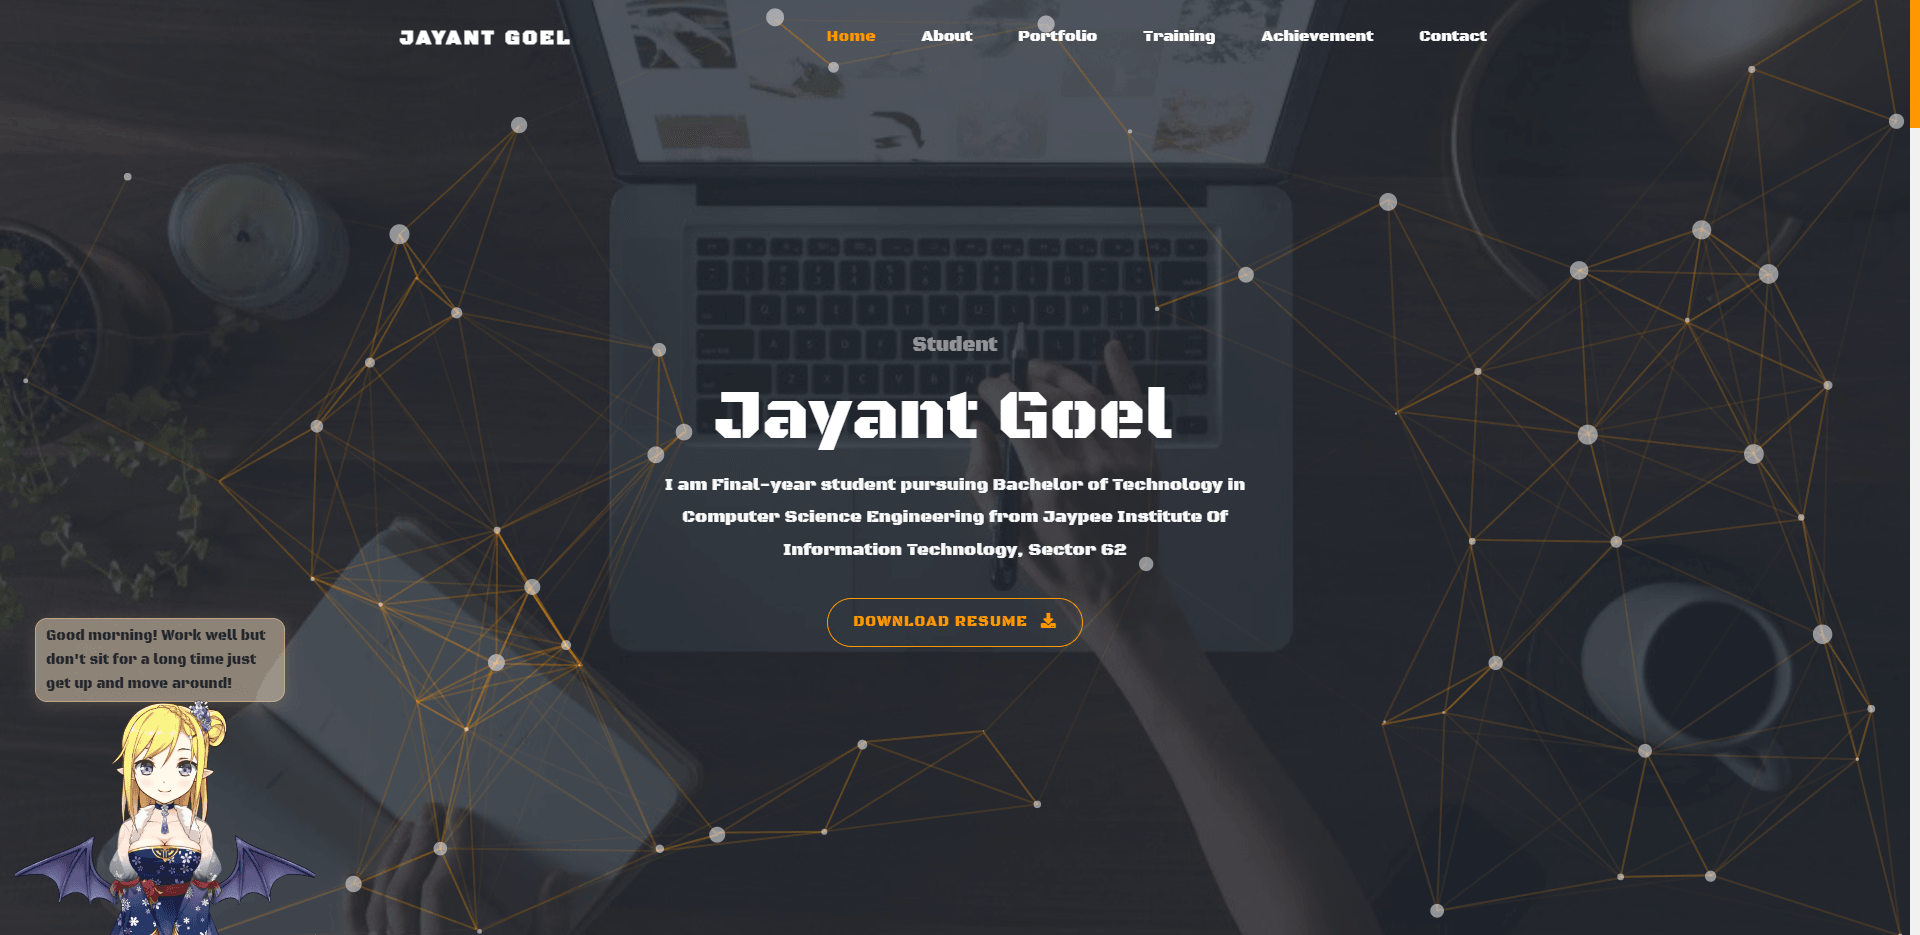 JAYANT GOEL
Home About Portfolio Training Achievement Contact
Student
Jayant Goel
I am Final-year student pursuing Bachelor of Technology in
Computer Science Engineering from Jaypee Institute Of
Information Technology, Sector 62
DOWNLOAD RESUME
Good morning! Work well but
don't sit for a long time just
get up and move around!